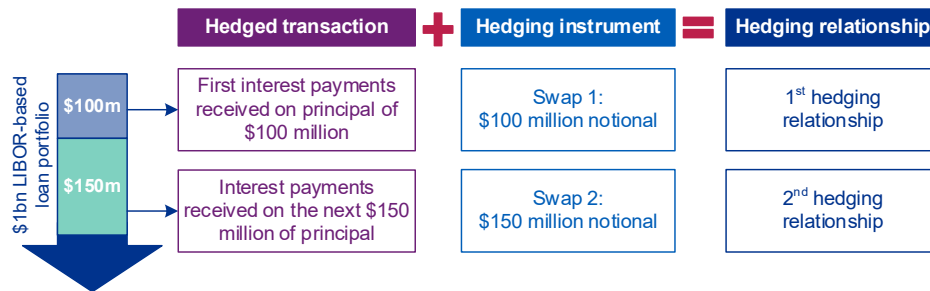 Hedged transaction + Hedging instrument = Hedging relationship
$1bn LIBOR-based
loan portfolio
$100m
First interest payments
received on principal of
$100 million
Swap 1:
$100 million notional
1st hedging
relationship
$150m
Interest payments
received on the next $150
million of principal
Swap 2:
$150 million notional
2nd hedging
relationship